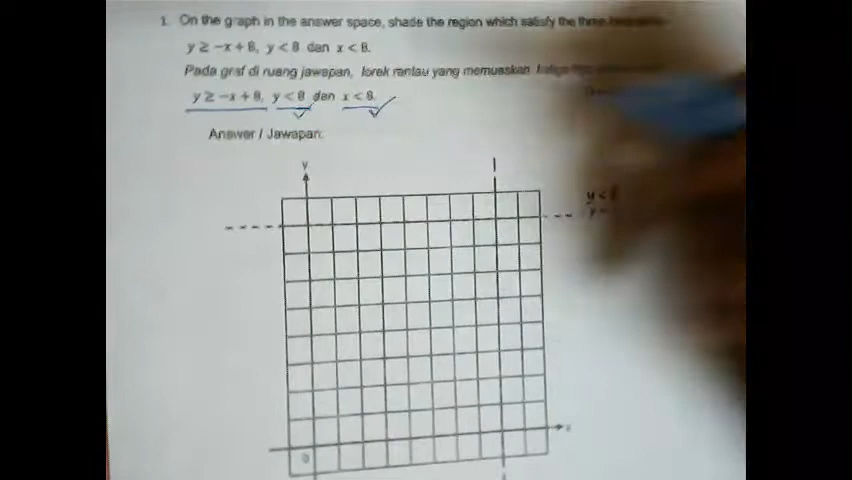 1. On the graph in the answer space, shade the region which satisfy the three
y ≥ -x + 8, y < 8 dan x < 8.
Pada graf di ruang jawapan, lorek rantau yang memuaskan
y ≥ -x + 8, y < 8 dan x < 8.
Answer / Jawapan:
y
y <
y
x
0